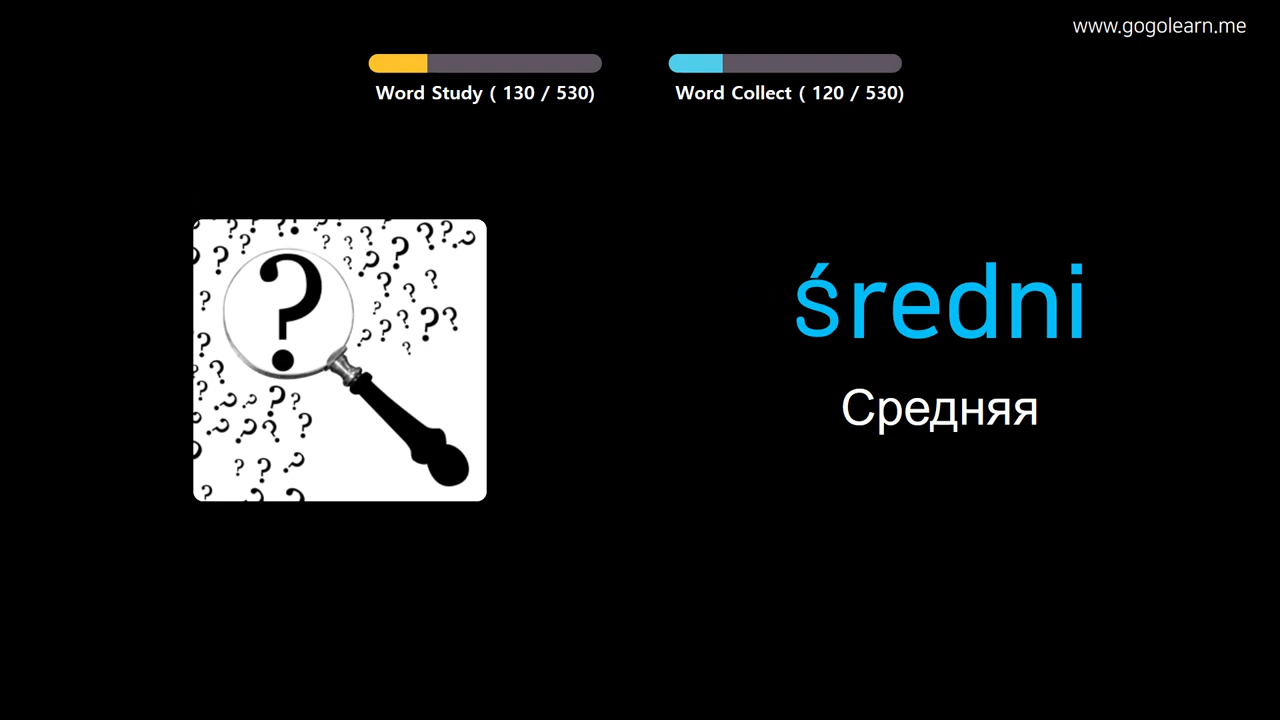 www.gogolearn.me
Word Study ( 130 / 530)
Word Collect ( 120 / 530)
średni
Средняя